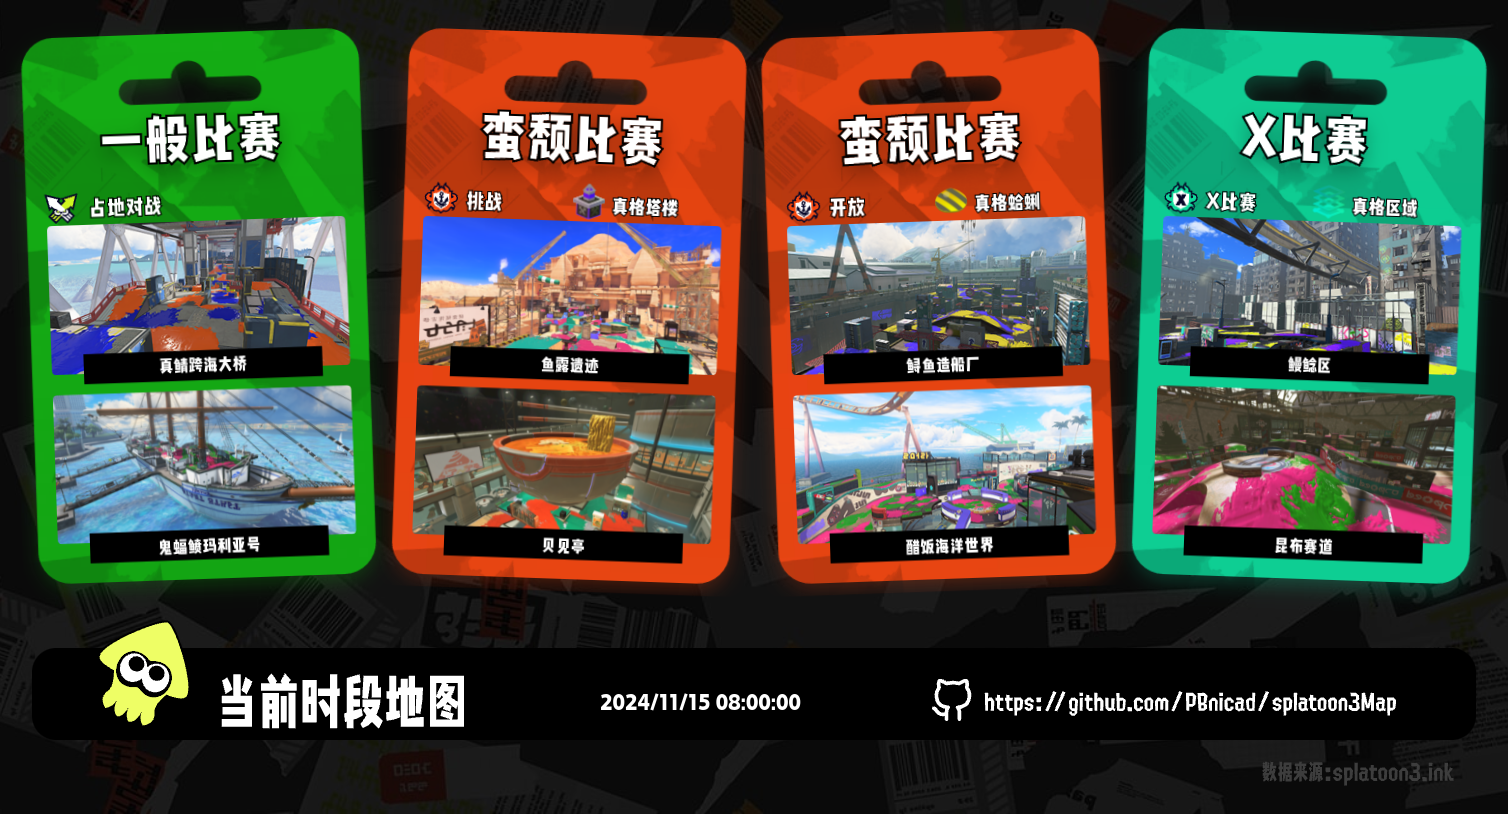 一般比赛
占地对战
真鲷跨海大桥
鬼蝠鲼玛利亚号
蛮颓比赛
挑战
真格塔楼
鱼露遗迹
贝见亭
蛮颓比赛
开放
真格蛤蜊
鲟鱼造船厂
醋饭海洋世界
X比赛
X比赛
真格区域
鳗鲶区
昆布赛道
当前时段地图
2024/11/15 08:00:00
https://github.com/PBnicad/splatoon3Map
数据来源:splatoon3.ink